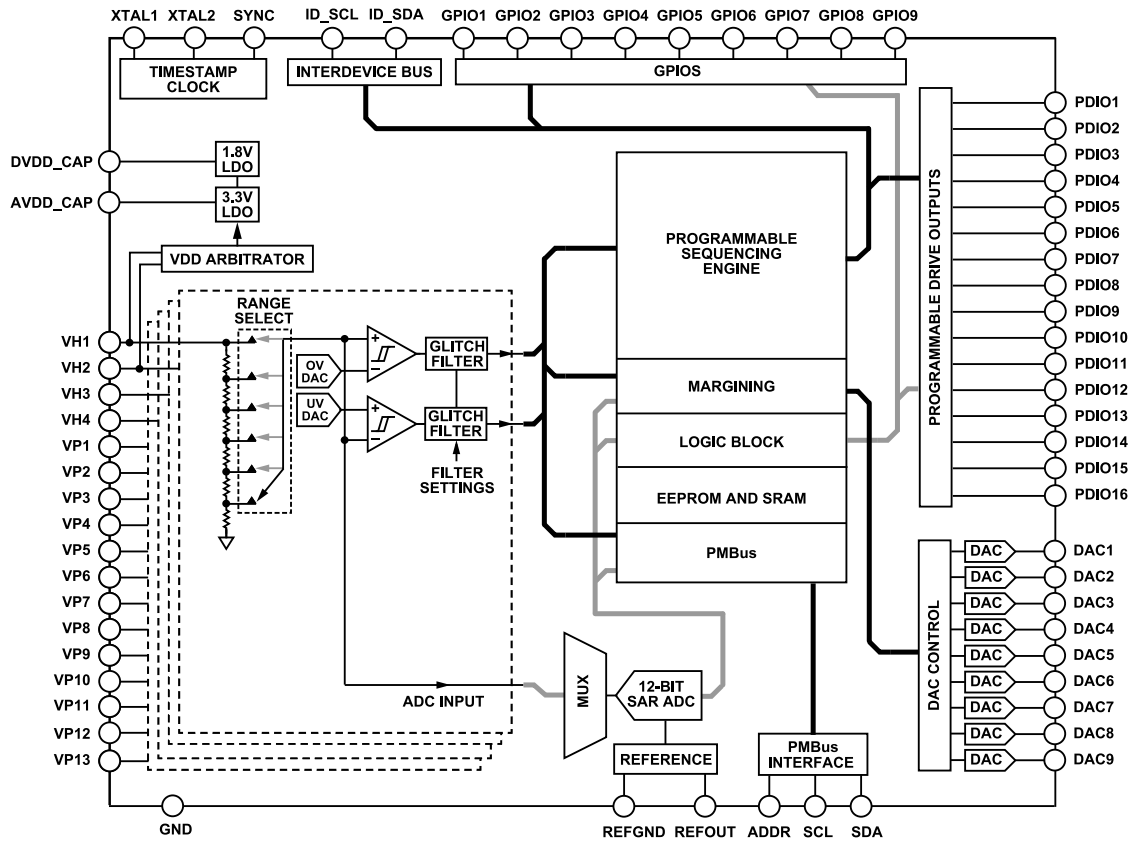 XTAL1 XTAL2 SYNC ID_SCL ID_SDA GPIO1 GPIO2 GPIO3 GPIO4 GPIO5 GPIO6 GPIO7 GPIO8 GPIO9
TIMESTAMP
CLOCK
INTERDEVICE BUS
GPIOS
DVDD_CAP
AVDD_CAP
1.8V
LDO
3.3V
LDO
VDD ARBITRATOR
VH1
VH2
VH3
VH4
VP1
VP2
VP3
VP4
VP5
VP6
VP7
VP8
VP9
VP10
VP11
VP12
VP13
RANGE
SELECT
OV
DAC
UV
DAC
+
−
+
−
GLITCH
FILTER
GLITCH
FILTER
FILTER
SETTINGS
ADC INPUT
PROGRAMMABLE
SEQUENCING
ENGINE
MARGINING
LOGIC BLOCK
EEPROM AND SRAM
PMBus
MUX
12-BIT
SAR ADC
REFERENCE
PMBus
INTERFACE
PROGRAMMABLE DRIVE OUTPUTS
PDIO1
PDIO2
PDIO3
PDIO4
PDIO5
PDIO6
PDIO7
PDIO8
PDIO9
PDIO10
PDIO11
PDIO12
PDIO13
PDIO14
PDIO15
PDIO16
DAC CONTROL
DAC DAC1
DAC DAC2
DAC DAC3
DAC DAC4
DAC DAC5
DAC DAC6
DAC DAC7
DAC DAC8
DAC DAC9
GND
REFGND REFOUT ADDR SCL SDA